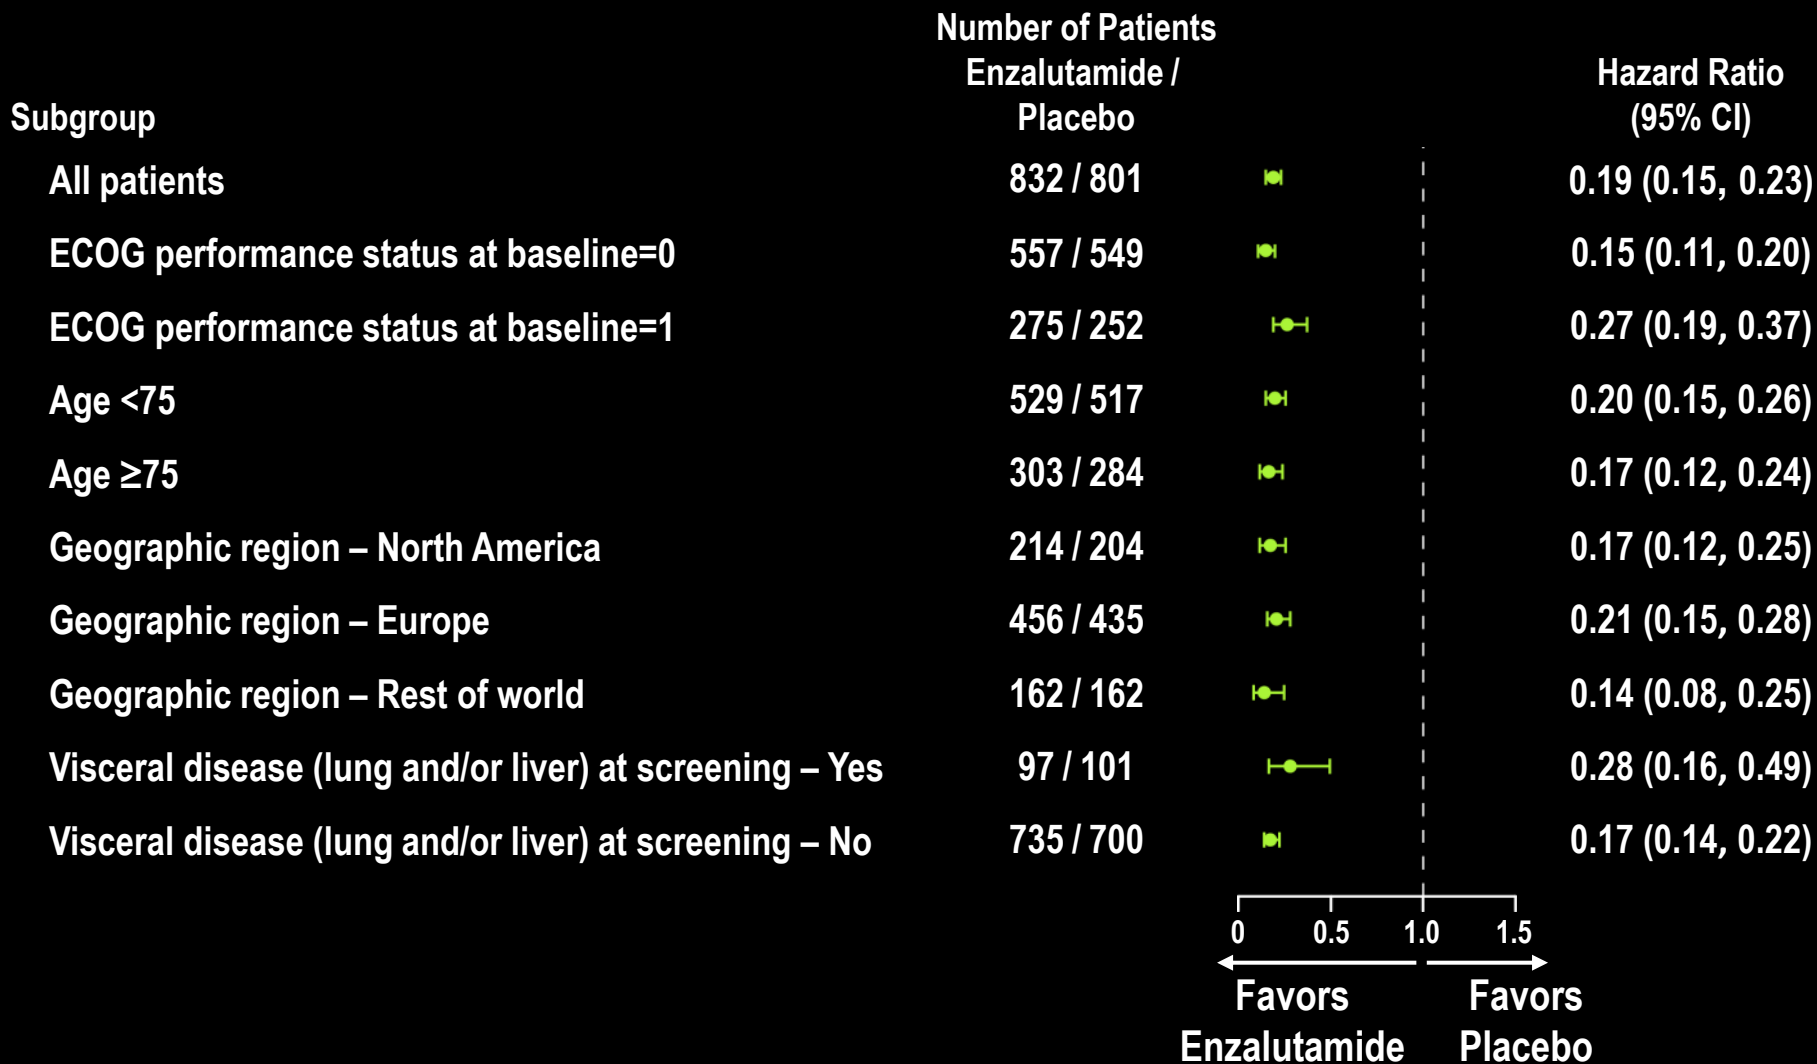 Number of Patients
Enzalutamide /
Placebo
Hazard Ratio
(95% CI)
Subgroup
All patients 832 / 801 0.19 (0.15, 0.23)
ECOG performance status at baseline=0 557 / 549 0.15 (0.11, 0.20)
ECOG performance status at baseline=1 275 / 252 0.27 (0.19, 0.37)
Age <75 529 / 517 0.20 (0.15, 0.26)
Age ≥75 303 / 284 0.17 (0.12, 0.24)
Geographic region – North America 214 / 204 0.17 (0.12, 0.25)
Geographic region – Europe 456 / 435 0.21 (0.15, 0.28)
Geographic region – Rest of world 162 / 162 0.14 (0.08, 0.25)
Visceral disease (lung and/or liver) at screening – Yes 97 / 101 0.28 (0.16, 0.49)
Visceral disease (lung and/or liver) at screening – No 735 / 700 0.17 (0.14, 0.22)
0 0.5 1.0 1.5
Favors
Enzalutamide
Favors
Placebo